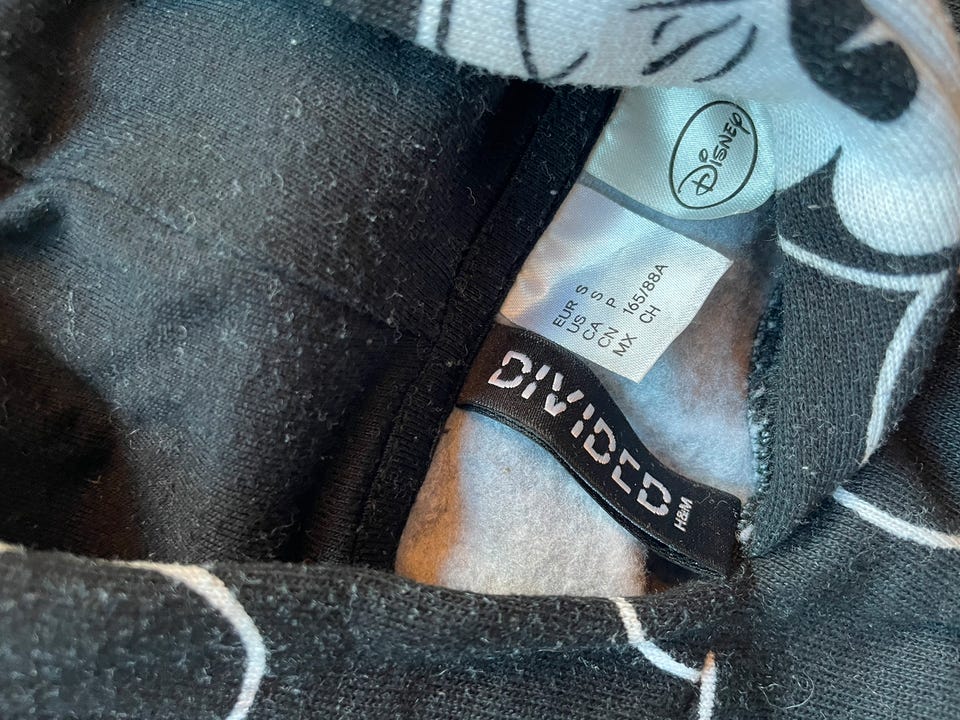 Disney
EUR S
US S
CA P
CN 165/88A
MX CH
DIVIDED
H&M